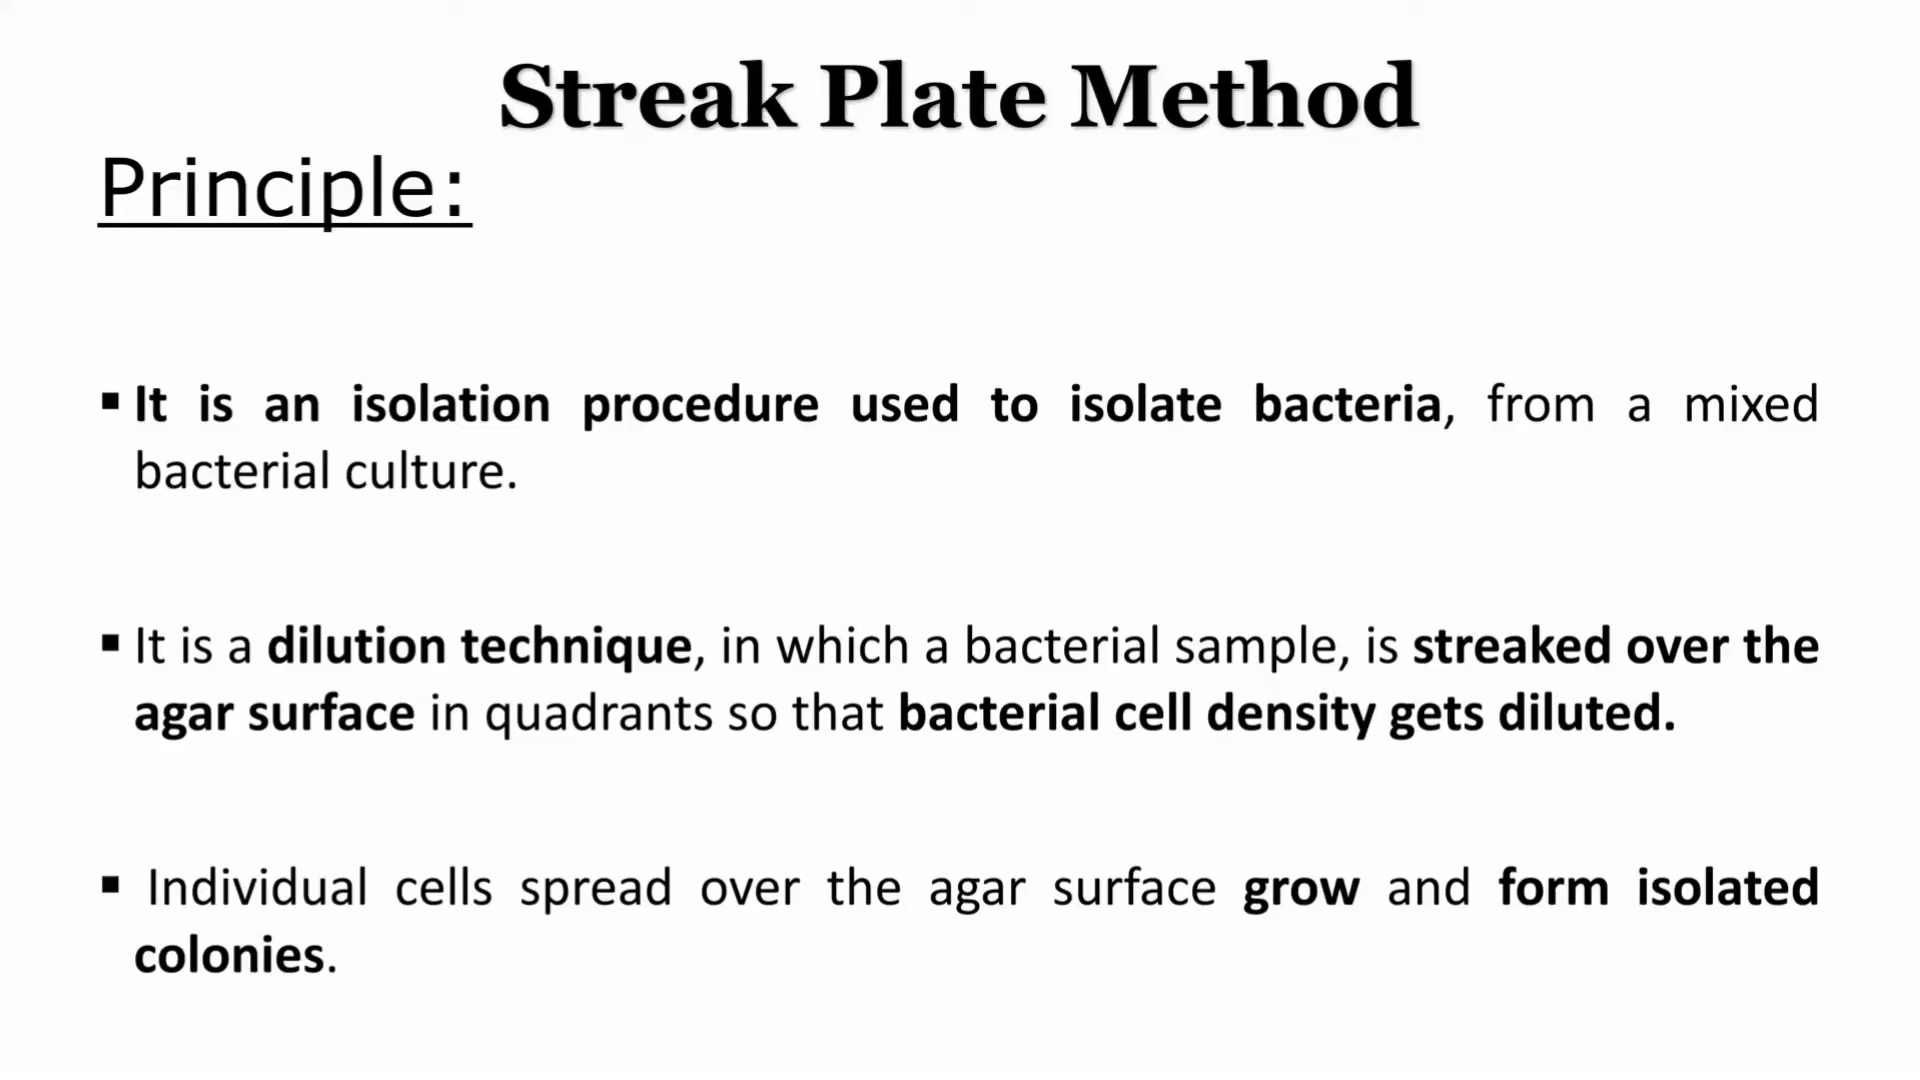 Streak Plate Method
Principle:
▪ It is an isolation procedure used to isolate bacteria, from a mixed
bacterial culture.
▪ It is a dilution technique, in which a bacterial sample, is streaked over the
agar surface in quadrants so that bacterial cell density gets diluted.
▪ Individual cells spread over the agar surface grow and form isolated
colonies.